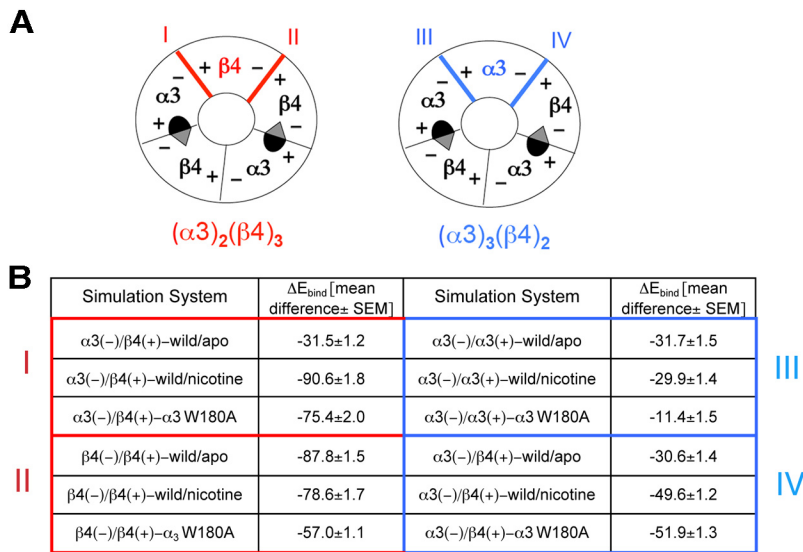 A
I II III IV
− + β4 − + − + α3 − +
α3 β4 α3 β4
+ − + −
− + − +
β4 + − α3 β4 + − α3
(α3)₂(β4)₃ (α3)₃(β4)₂
B
Simulation System ΔE_bind [mean difference± SEM] Simulation System ΔE_bind [mean difference± SEM]
I III
α3(−)/β4(+)−wild/apo -31.5±1.2 α3(−)/α3(+)−wild/apo -31.7±1.5
α3(−)/β4(+)−wild/nicotine -90.6±1.8 α3(−)/α3(+)−wild/nicotine -29.9±1.4
α3(−)/β4(+)−α3 W180A -75.4±2.0 α3(−)/α3(+)−α3 W180A -11.4±1.5
II IV
β4(−)/β4(+)−wild/apo -87.8±1.5 α3(−)/β4(+)−wild/apo -30.6±1.4
β4(−)/β4(+)−wild/nicotine -78.6±1.7 α3(−)/β4(+)−wild/nicotine -49.6±1.2
β4(−)/β4(+)−α₃ W180A -57.0±1.1 α3(−)/β4(+)−α3 W180A -51.9±1.3